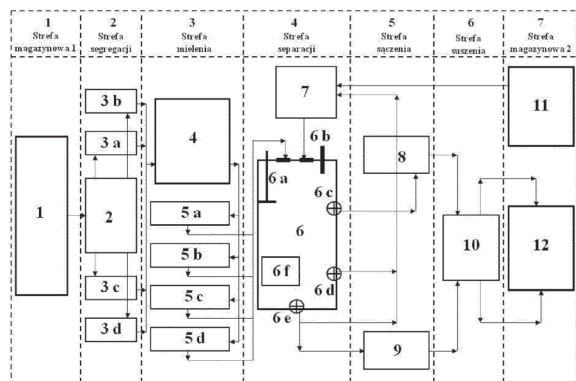 1 2 3 4 5 6 7
Strefa Strefa Strefa Strefa Strefa Strefa Strefa
magazynowa 1 segregacji mielenia separacji sączenia suszenia magazynowa 2
3 b
3 a
4
7
11
6 b
6 a
8
1
2
5 a
6 c
6
5 b
10
12
3 c
5 c
6 f
6 d
3 d
5 d
6 e
9